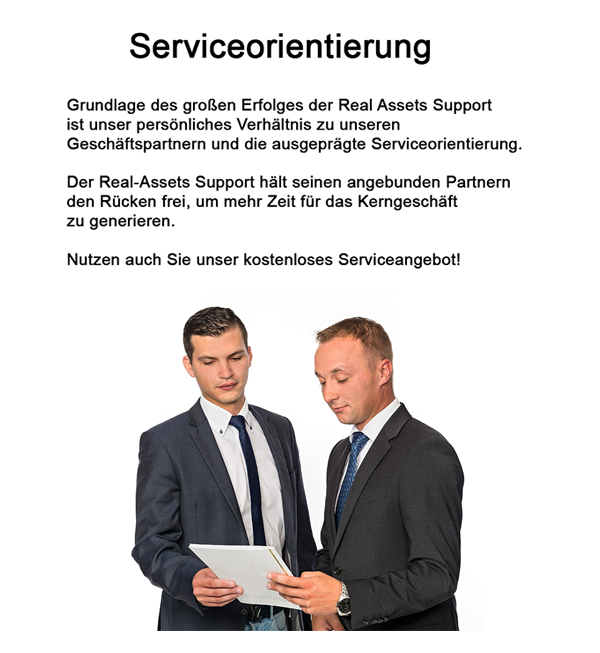 Serviceorientierung
Grundlage des großen Erfolges der Real Assets Support
ist unser persönliches Verhältnis zu unseren
Geschäftspartnern und die ausgeprägte Serviceorientierung.
Der Real-Assets Support hält seinen angebunden Partnern
den Rücken frei, um mehr Zeit für das Kerngeschäft
zu generieren.
Nutzen auch Sie unser kostenloses Serviceangebot!